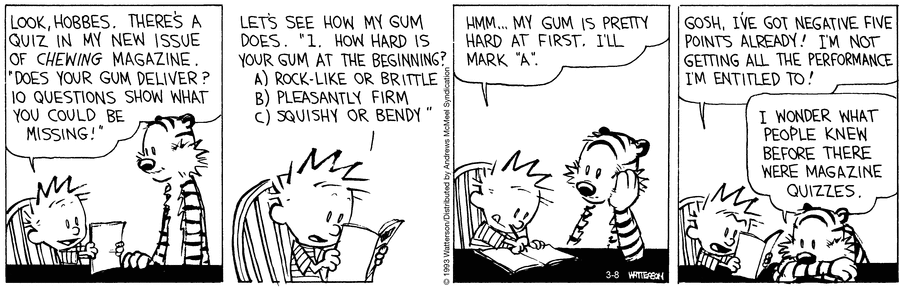 LOOK, HOBBES. THERE'S A
QUIZ IN MY NEW ISSUE
OF CHEWING MAGAZINE.
"DOES YOUR GUM DELIVER?
10 QUESTIONS SHOW WHAT
YOU COULD BE
MISSING!"
LET'S SEE HOW MY GUM
DOES. "1. HOW HARD IS
YOUR GUM AT THE BEGINNING?
A) ROCK-LIKE OR BRITTLE
B) PLEASANTLY FIRM
C) SQUISHY OR BENDY"
© 1993 Watterson/Distributed by Andrews McMeel Syndication
HMM... MY GUM IS PRETTY
HARD AT FIRST. I'LL
MARK "A".
3-8 WATTERSON
GOSH, I'VE GOT NEGATIVE FIVE
POINTS ALREADY! I'M NOT
GETTING ALL THE PERFORMANCE
I'M ENTITLED TO!
I WONDER WHAT
PEOPLE KNEW
BEFORE THERE
WERE MAGAZINE
QUIZZES.